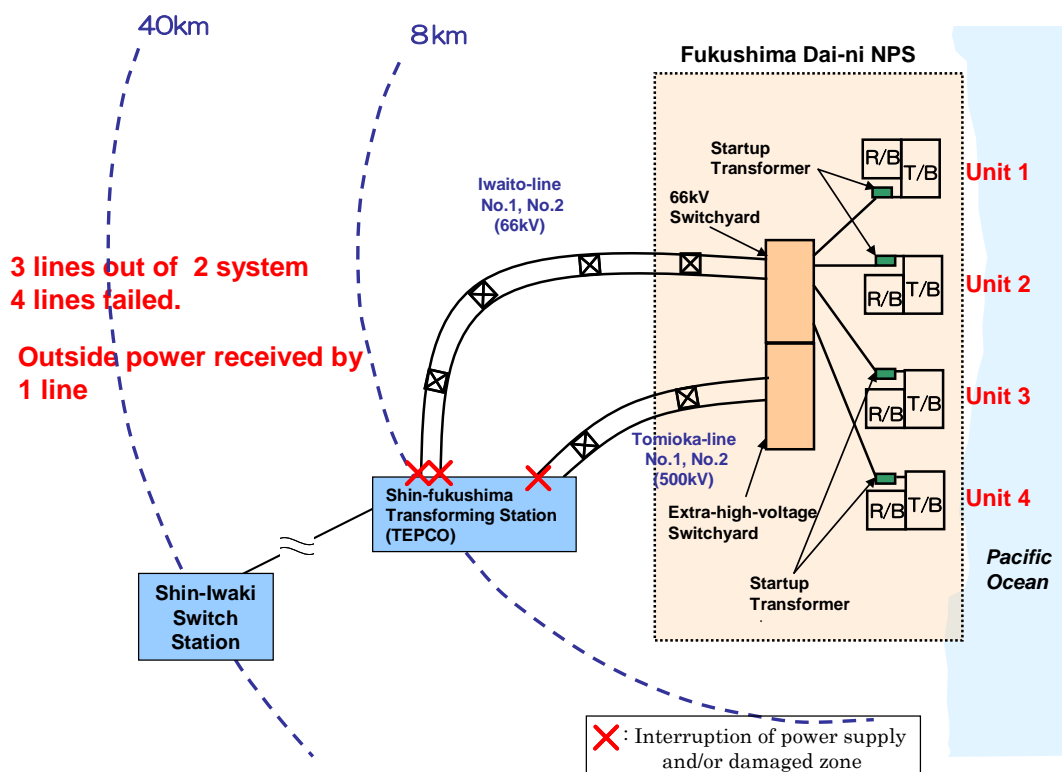 40km
8km
Fukushima Dai-ni NPS
Startup
Transformer
R/B
T/B
Unit 1
Iwaito-line
No.1, No.2
(66kV)
66kV
Switchyard
3 lines out of  2 system
4 lines failed.
R/B
T/B
Unit 2
Outside power received by
1 line
R/B
T/B
Unit 3
Tomioka-line
No.1, No.2
(500kV)
Shin-fukushima
Transforming Station
(TEPCO)
Extra-high-voltage
Switchyard
R/B
T/B
Unit 4
Shin-Iwaki
Switch
Station
Startup
Transformer
.
Pacific
Ocean
: Interruption of power supply
and/or damaged zone